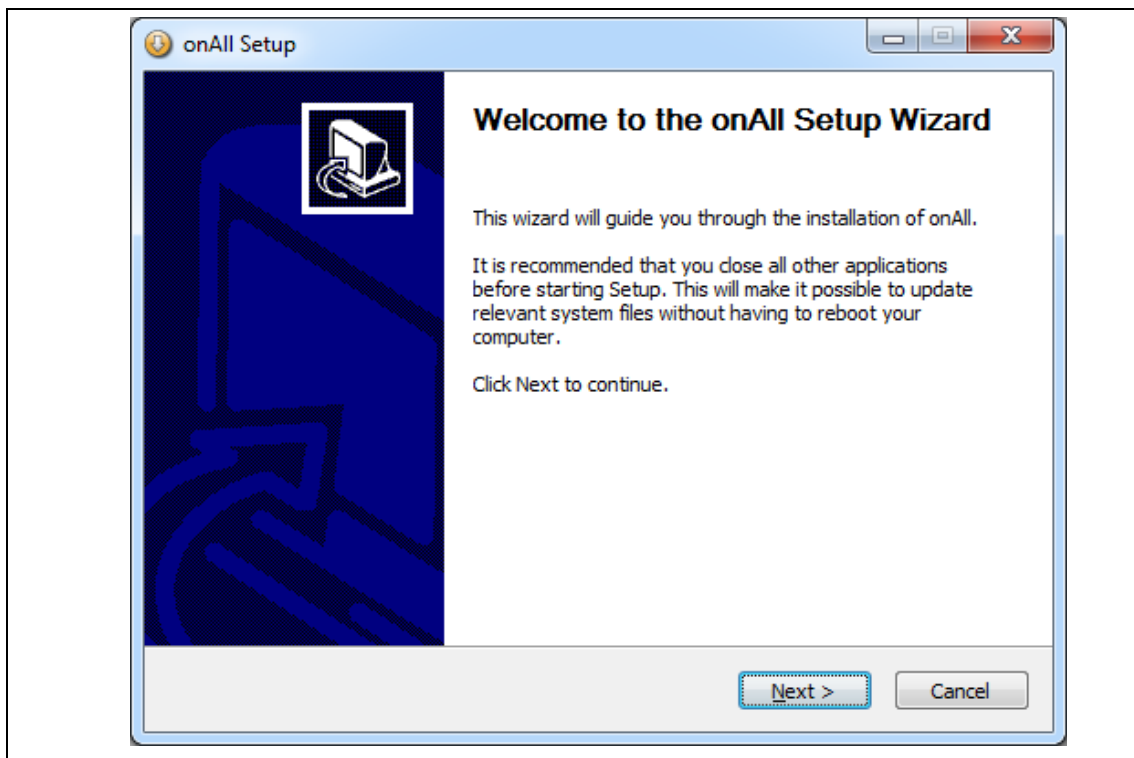 onAll Setup
Welcome to the onAll Setup Wizard
This wizard will guide you through the installation of onAll.
It is recommended that you close all other applications
before starting Setup. This will make it possible to update
relevant system files without having to reboot your
computer.
Click Next to continue.
Next >
Cancel